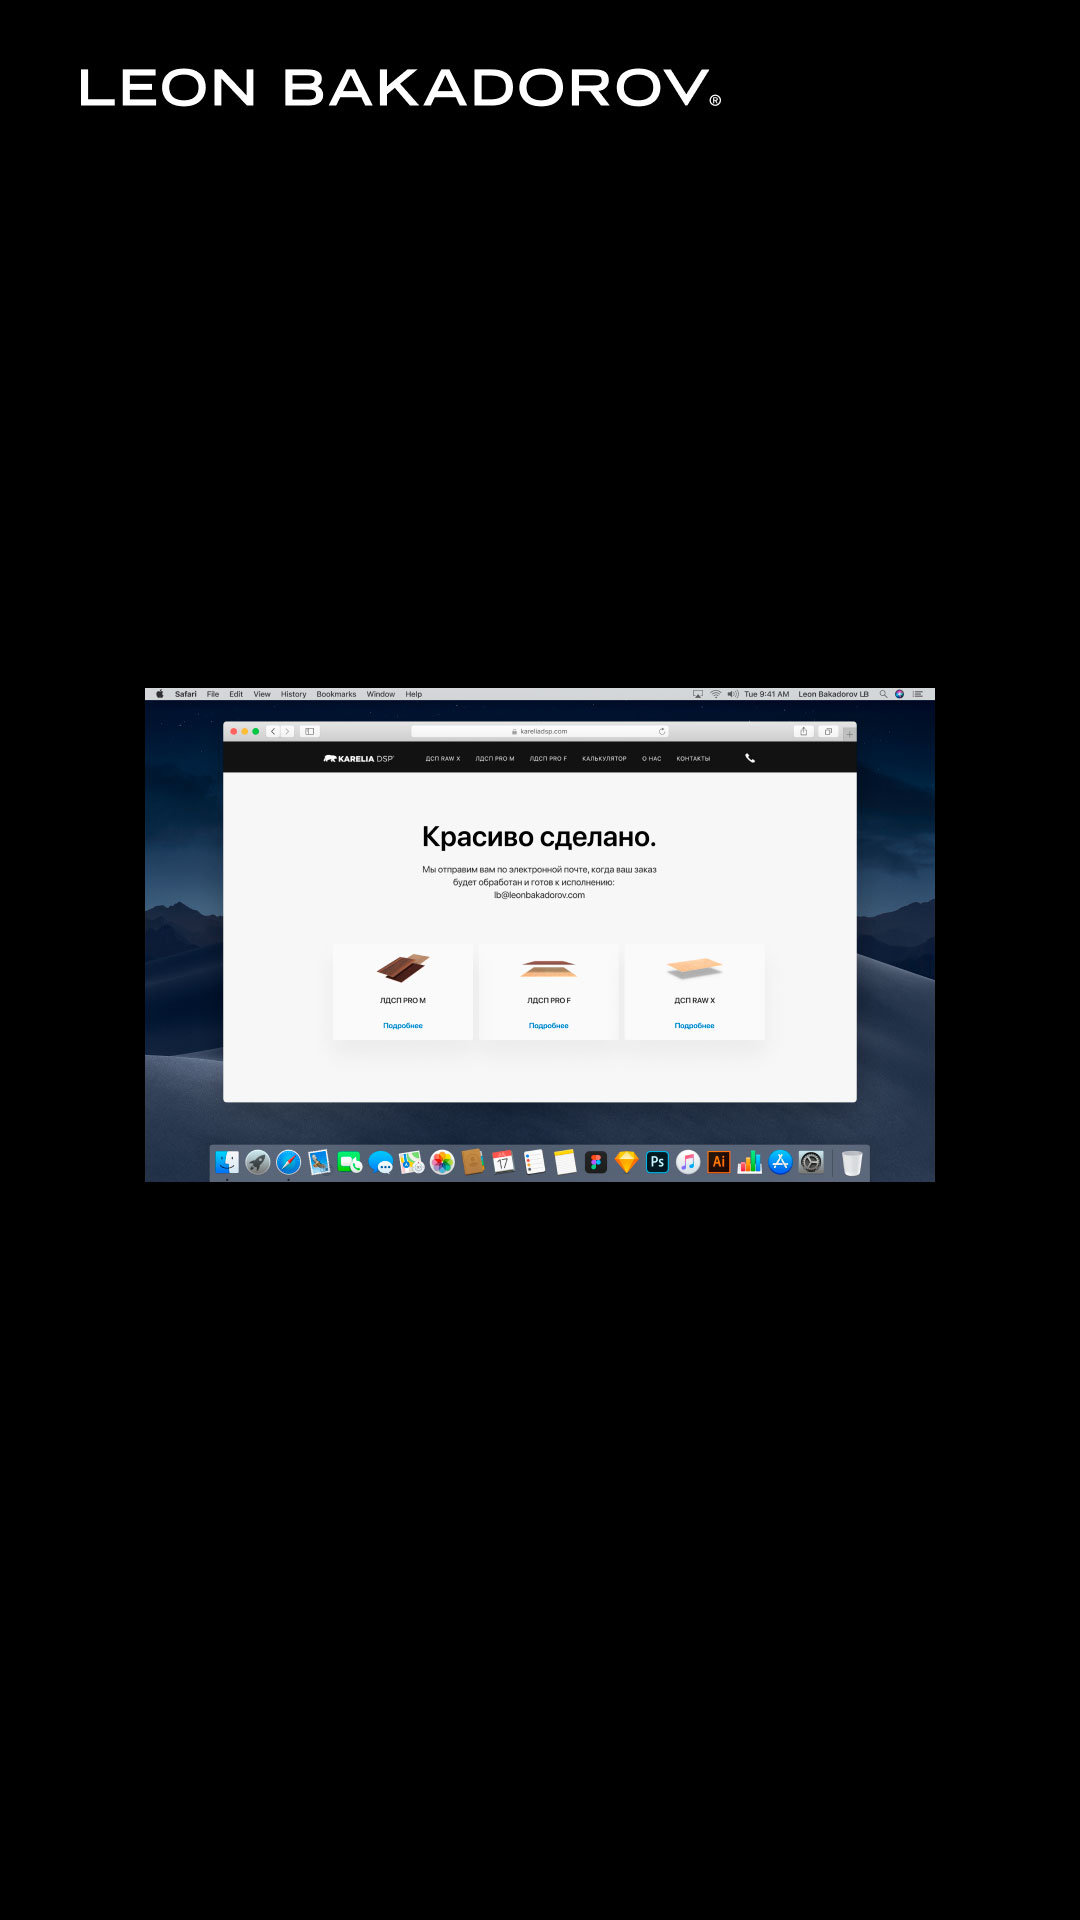 LEON BAKADOROV®
Safari File Edit View History Bookmarks Window Help Tue 9:41 AM Leon Bakadorov LB
kareliadsp.com
KARELIA DSP ДСП RAW X ЛДСП PRO M ЛДСП PRO F КАЛЬКУЛЯТОР О НАС КОНТАКТЫ
Красиво сделано.
Мы отправим вам по электронной почте, когда ваш заказ
будет обработан и готов к исполнению:
lb@leonbakadorov.com
ЛДСП PRO M ЛДСП PRO F ДСП RAW X
Подробнее Подробнее Подробнее
17 Ps Ai